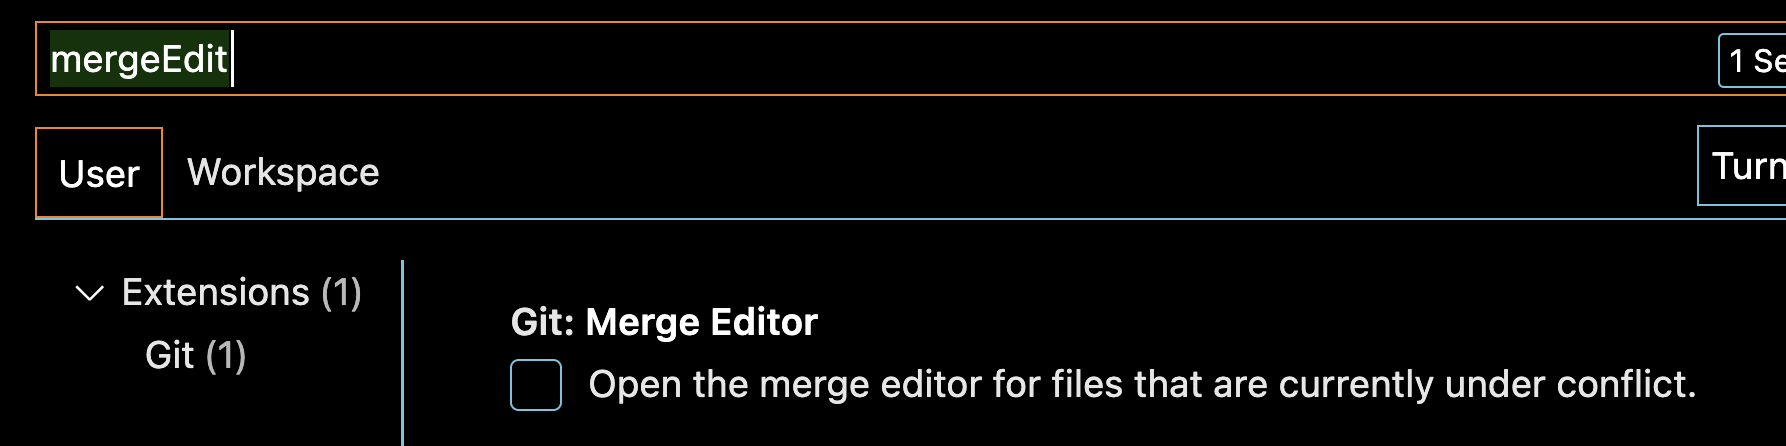 mergeEdit
1 Se
User Workspace
Turn
Extensions (1)
Git (1)
Git: Merge Editor
Open the merge editor for files that are currently under conflict.